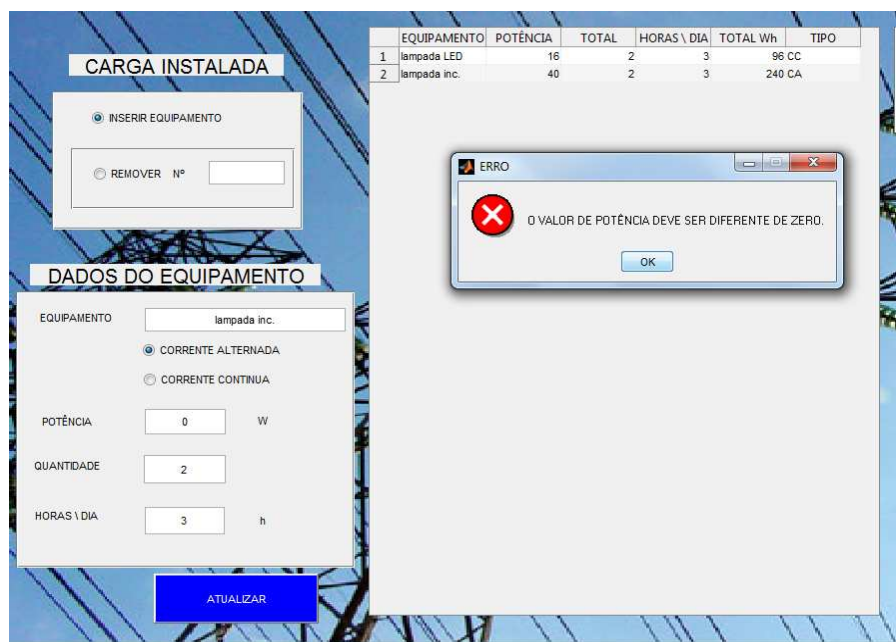 CARGA INSTALADA
INSERIR EQUIPAMENTO
REMOVER Nº
DADOS DO EQUIPAMENTO
EQUIPAMENTO lampada inc.
CORRENTE ALTERNADA
CORRENTE CONTINUA
POTÊNCIA 0 W
QUANTIDADE 2
HORAS \ DIA 3 h
ATUALIZAR
EQUIPAMENTO POTÊNCIA TOTAL HORAS \ DIA TOTAL Wh TIPO
1 lampada LED 16 2 3 96 CC
2 lampada inc. 40 2 3 240 CA
ERRO
O VALOR DE POTÊNCIA DEVE SER DIFERENTE DE ZERO.
OK